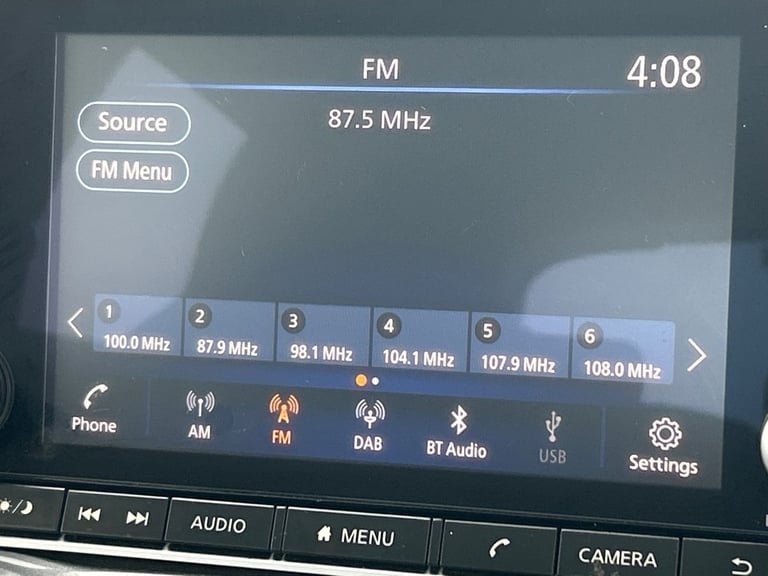 FM
4:08
Source
87.5 MHz
FM Menu
1
100.0 MHz
2
87.9 MHz
3
98.1 MHz
4
104.1 MHz
5
107.9 MHz
6
108.0 MHz
Phone
AM
FM
DAB
BT Audio
USB
Settings
AUDIO
MENU
CAMERA